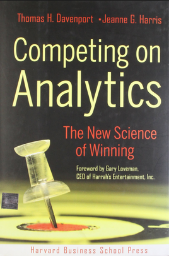 Thomas H. Davenport • Jeanne G. Harris
Competing on
Analytics
The New Science
of Winning
Foreword by Gary Loveman,
CEO of Harrah's Entertainment, Inc.
Harvard Business School Press